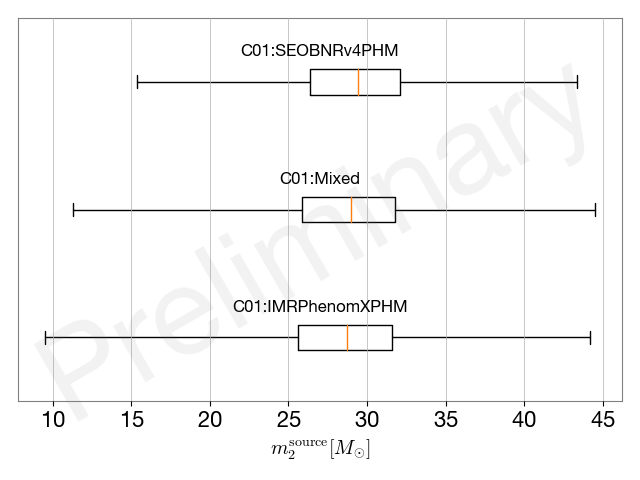 C01:SEOBNRv4PHM
C01:Mixed
C01:IMRPhenomXPHM
Preliminary
10 15 20 25 30 35 40 45
m₂^source [M⊙]